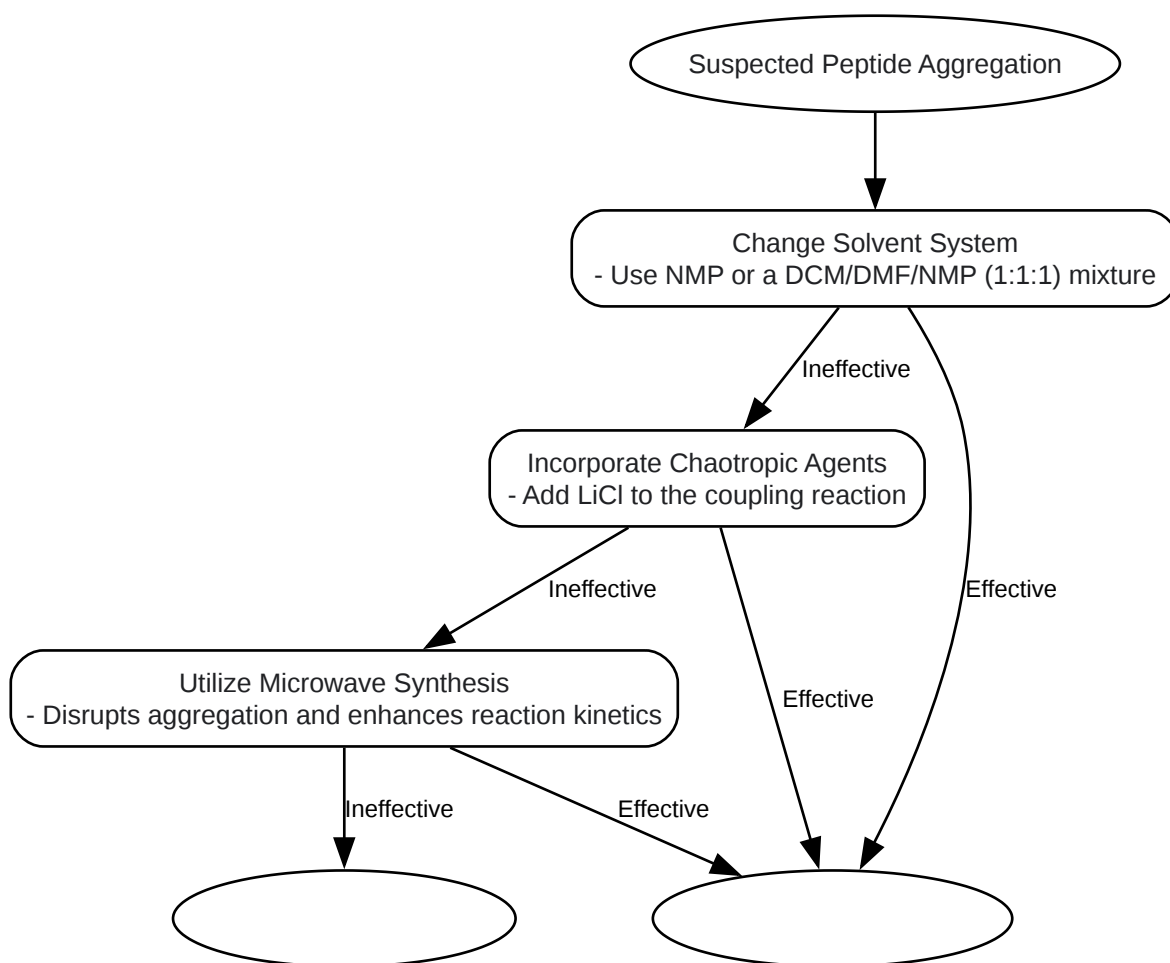 Suspected Peptide Aggregation
Change Solvent System
- Use NMP or a DCM/DMF/NMP (1:1:1) mixture
Ineffective
Incorporate Chaotropic Agents
- Add LiCl to the coupling reaction
Ineffective
Effective
Utilize Microwave Synthesis
- Disrupts aggregation and enhances reaction kinetics
Effective
Ineffective
Effective